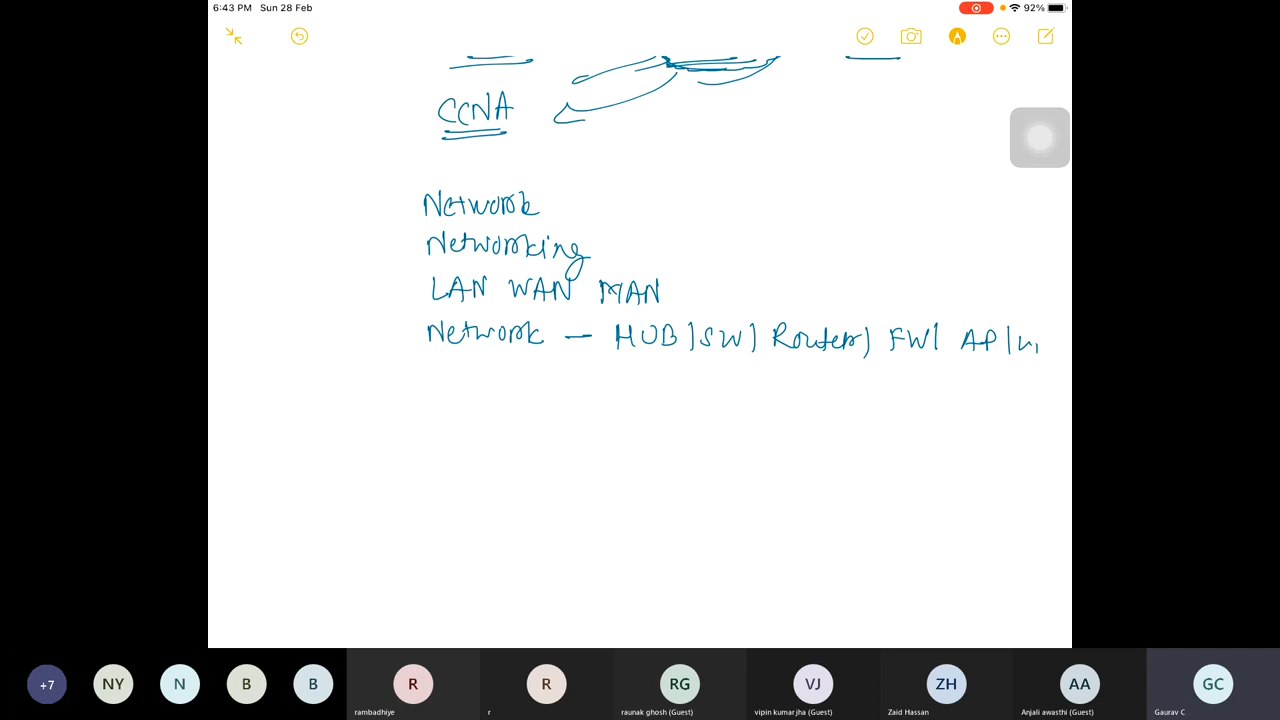 6:43 PM Sun 28 Feb 92%
CCNA
Network
Networking
LAN WAN MAN
Network — HUB | SW | Router | FW | AP |
+7 NY N B B R R RG VJ ZH AA GC
rambadhiye r raunak ghosh (Guest) vipin kumar jha (Guest) Zaid Hassan Anjali awasthi (Guest) Gaurav C